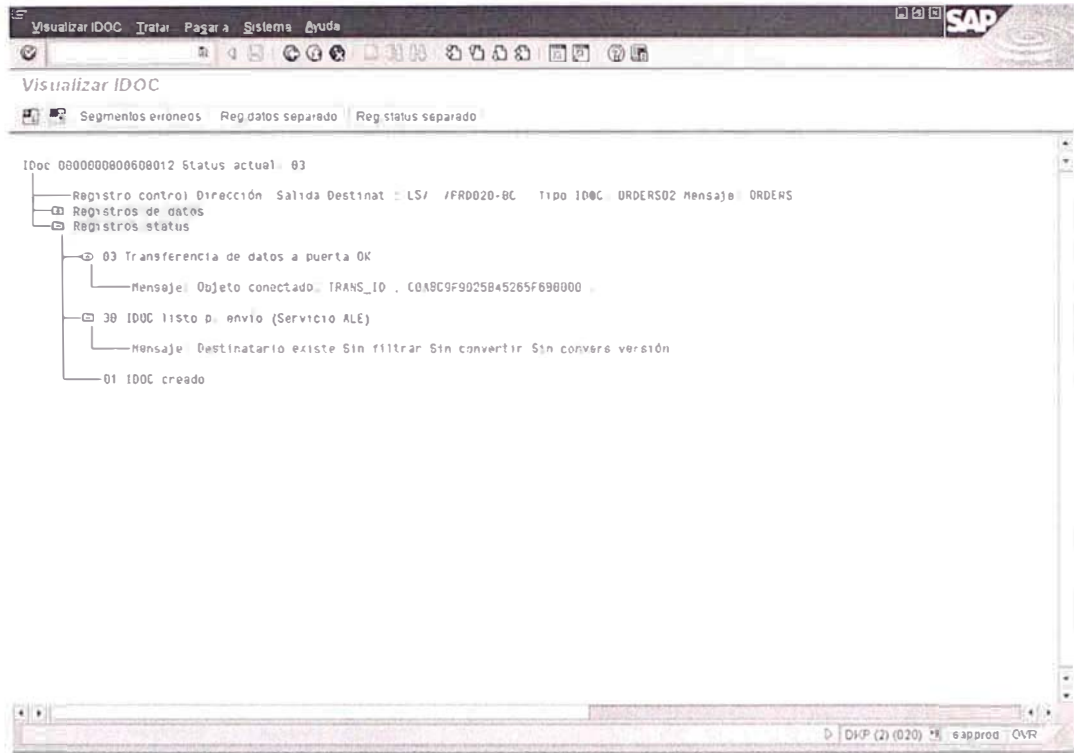 Visualizar IDOC Tratar Pasar a Sistema Ayuda
SAP
Visualizar IDOC
Segmentos erroneos Reg.datos separado Reg.status separado
IDoc Status actual 03
Registro control Dirección Salida Destinat : LS/ /FRD020-BC Tipo IDOC ORDERS02 Mensaje ORDERS
Registros de datos
Registros status
03 Transferencia de datos a puerta OK
Mensaje Objeto conectado. TRANS_ID .
30 IDOC listo p. envío (Servicio ALE)
Mensaje Destinatario existe Sin filtrar Sin convertir Sin convers versión
01 IDOC creado
DKP (2) (020) sapprod OVR